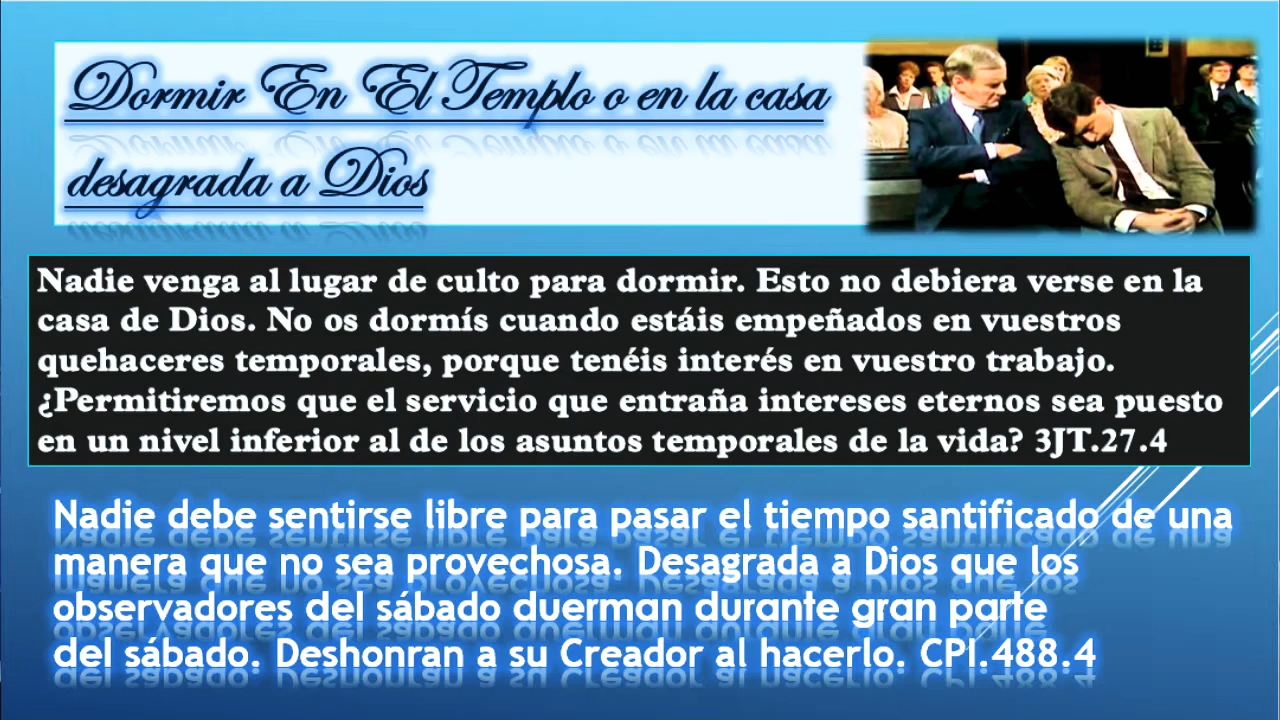 Dormir En El Templo o en la casa
desagrada a Dios
Nadie venga al lugar de culto para dormir. Esto no debiera verse en la
casa de Dios. No os dormís cuando estáis empeñados en vuestros
quehaceres temporales, porque tenéis interés en vuestro trabajo.
¿Permitiremos que el servicio que entraña intereses eternos sea puesto
en un nivel inferior al de los asuntos temporales de la vida? 3JT.27.4
Nadie debe sentirse libre para pasar el tiempo santificado de una
manera que no sea provechosa. Desagrada a Dios que los
observadores del sábado duerman durante gran parte
del sábado. Deshonran a su Creador al hacerlo. CPI.488.4